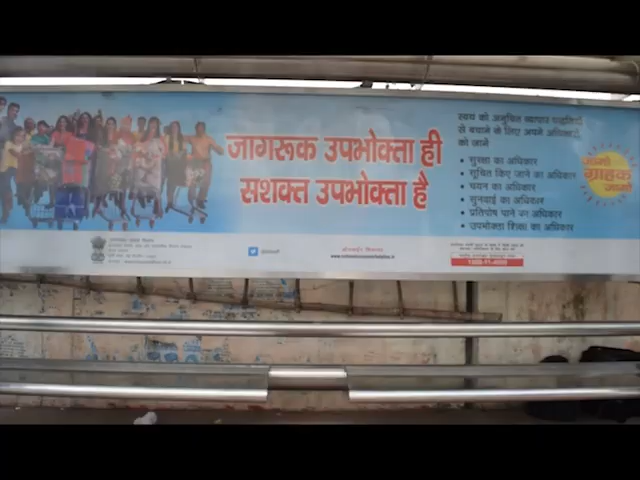 जागरूक उपभोक्ता ही
सशक्त उपभोक्ता है
स्वयं को अनुचित व्यापार पद्धतियों
से बचाने के लिए अपने अधिकारों
को जानें
• सुरक्षा का अधिकार
• सूचित किए जाने का अधिकार
• चयन का अधिकार
• सुनवाई का अधिकार
• प्रतितोष पाने का अधिकार
• उपभोक्ता शिक्षा का अधिकार
जागो
ग्राहक
जागो
1800-11-4000